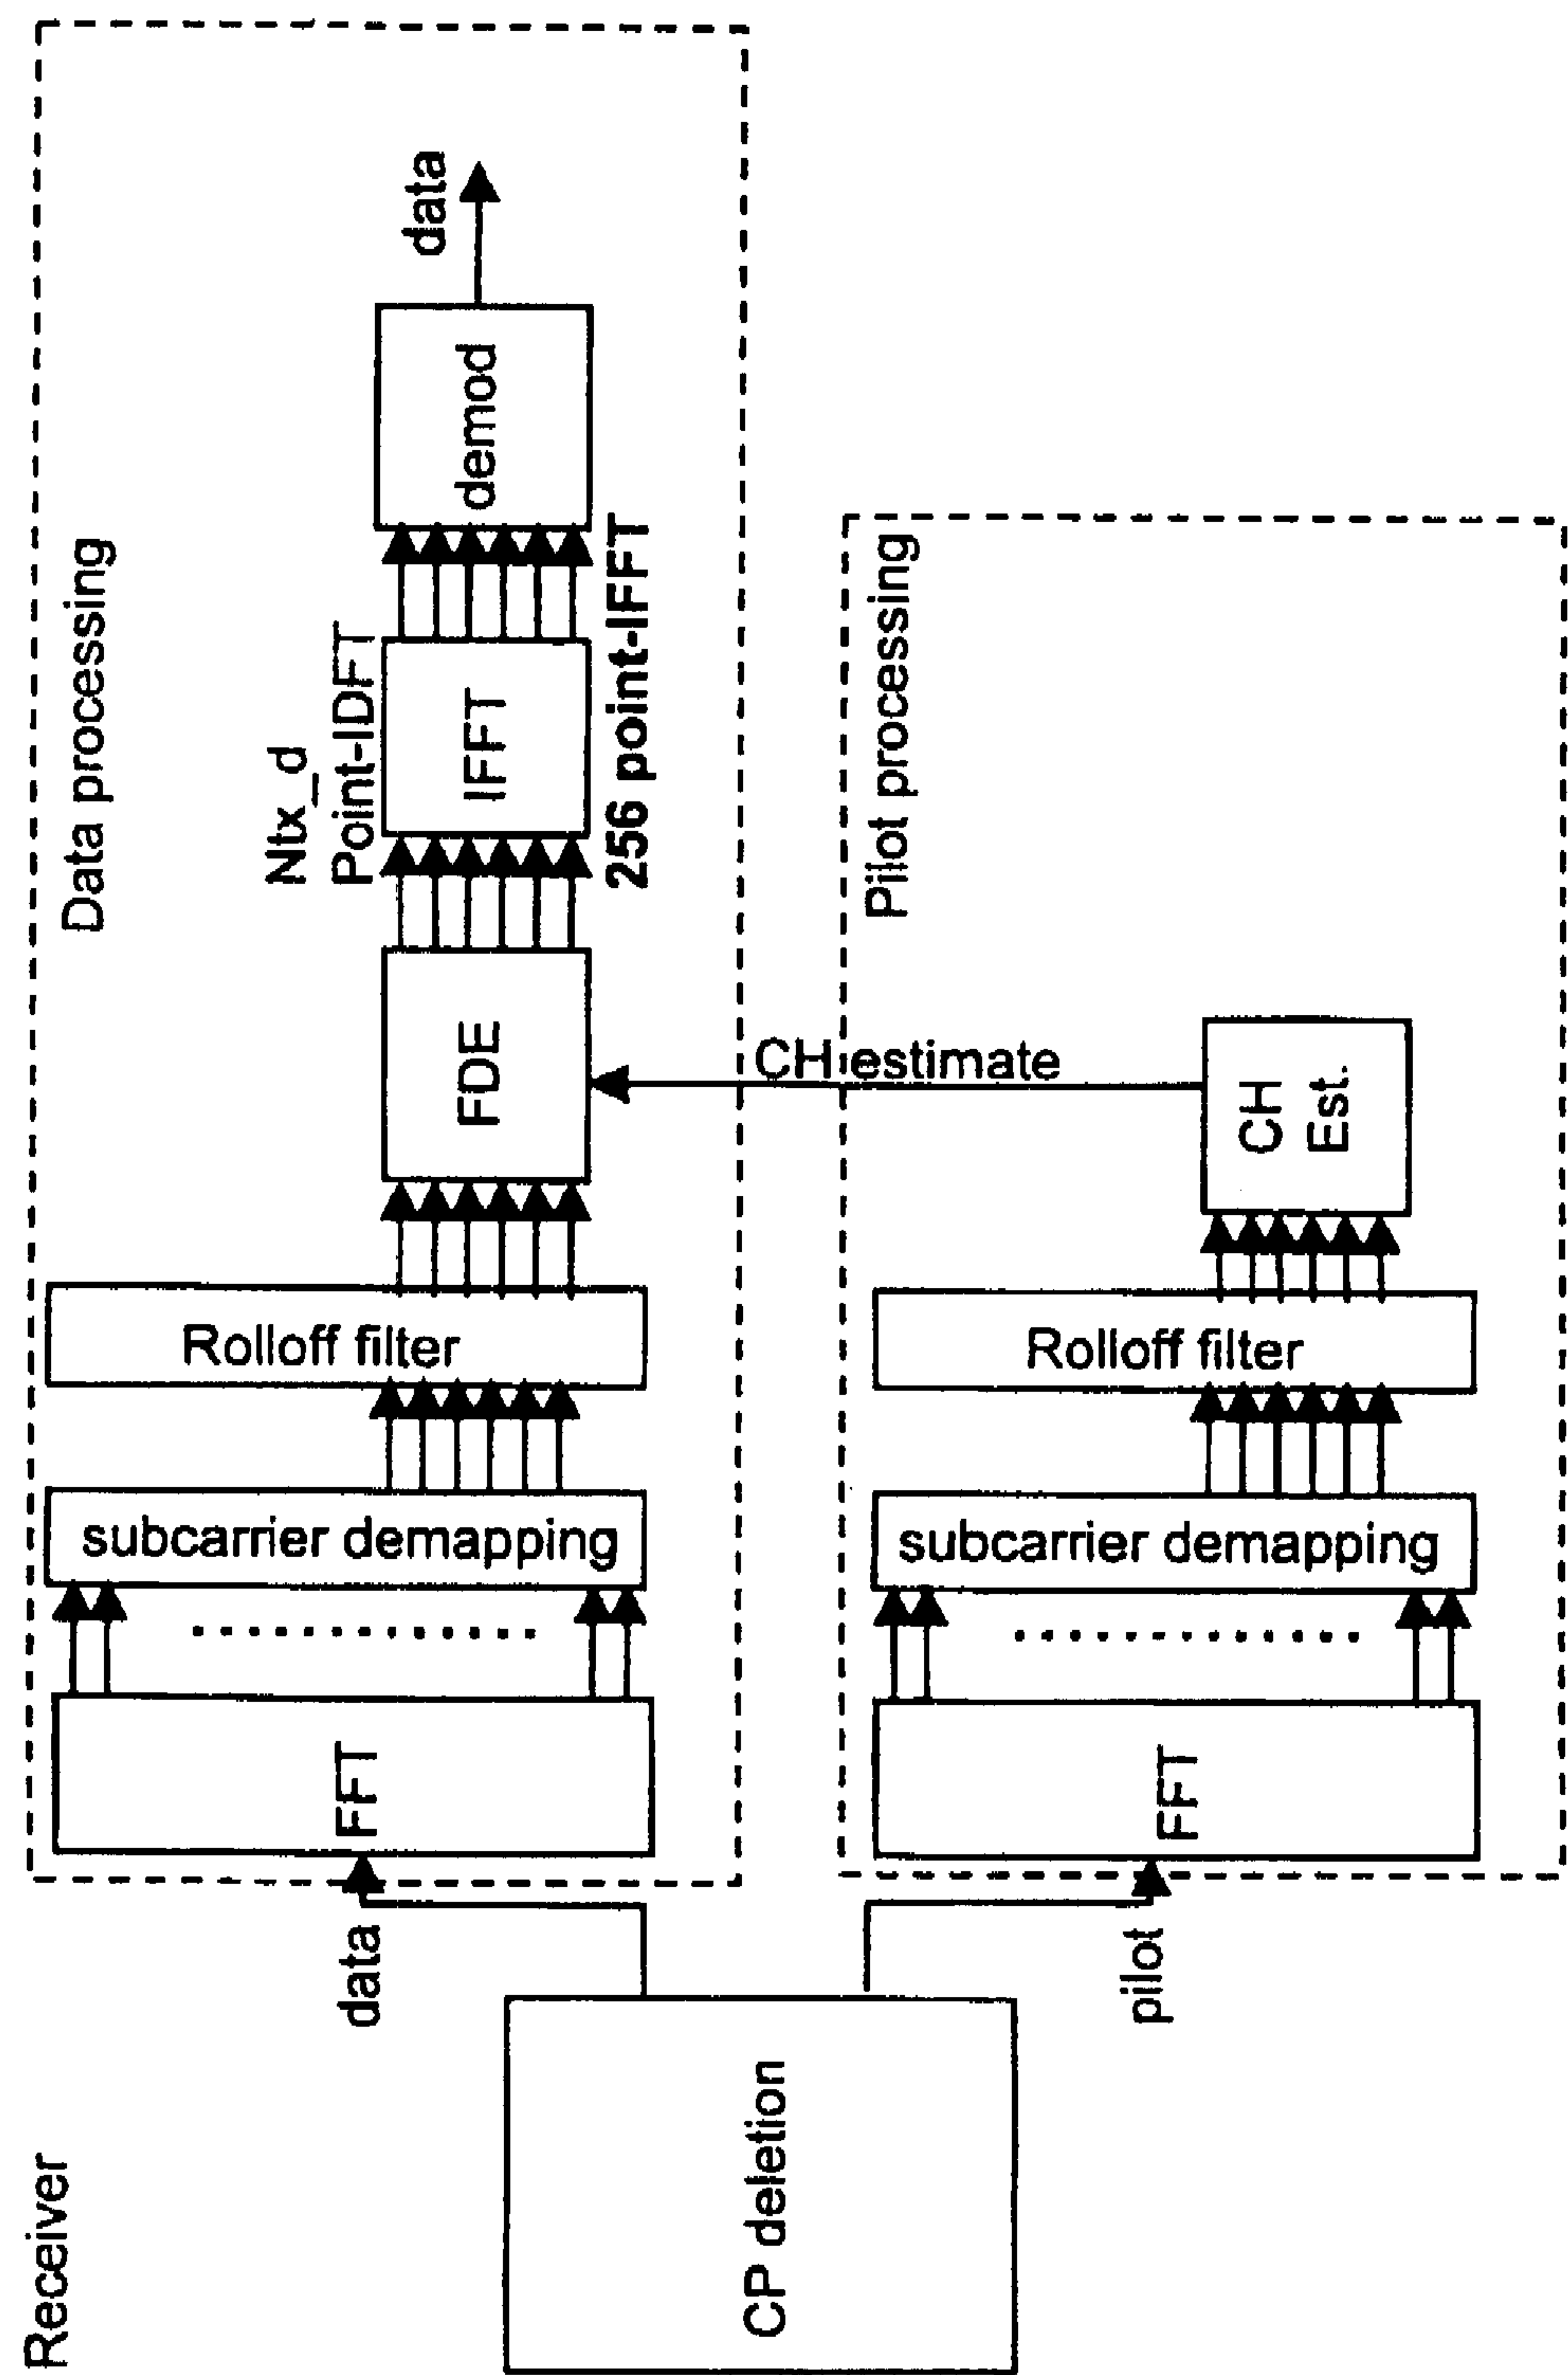 Receiver
CP deletion
data
pilot
Data processing
FFT
subcarrier demapping
Rolloff filter
FDE
Ntx_d
Point-IDFT
IFFT
256 point-IFFT
demod
data
CH estimate
Pilot processing
FFT
subcarrier demapping
Rolloff filter
CH
Est.